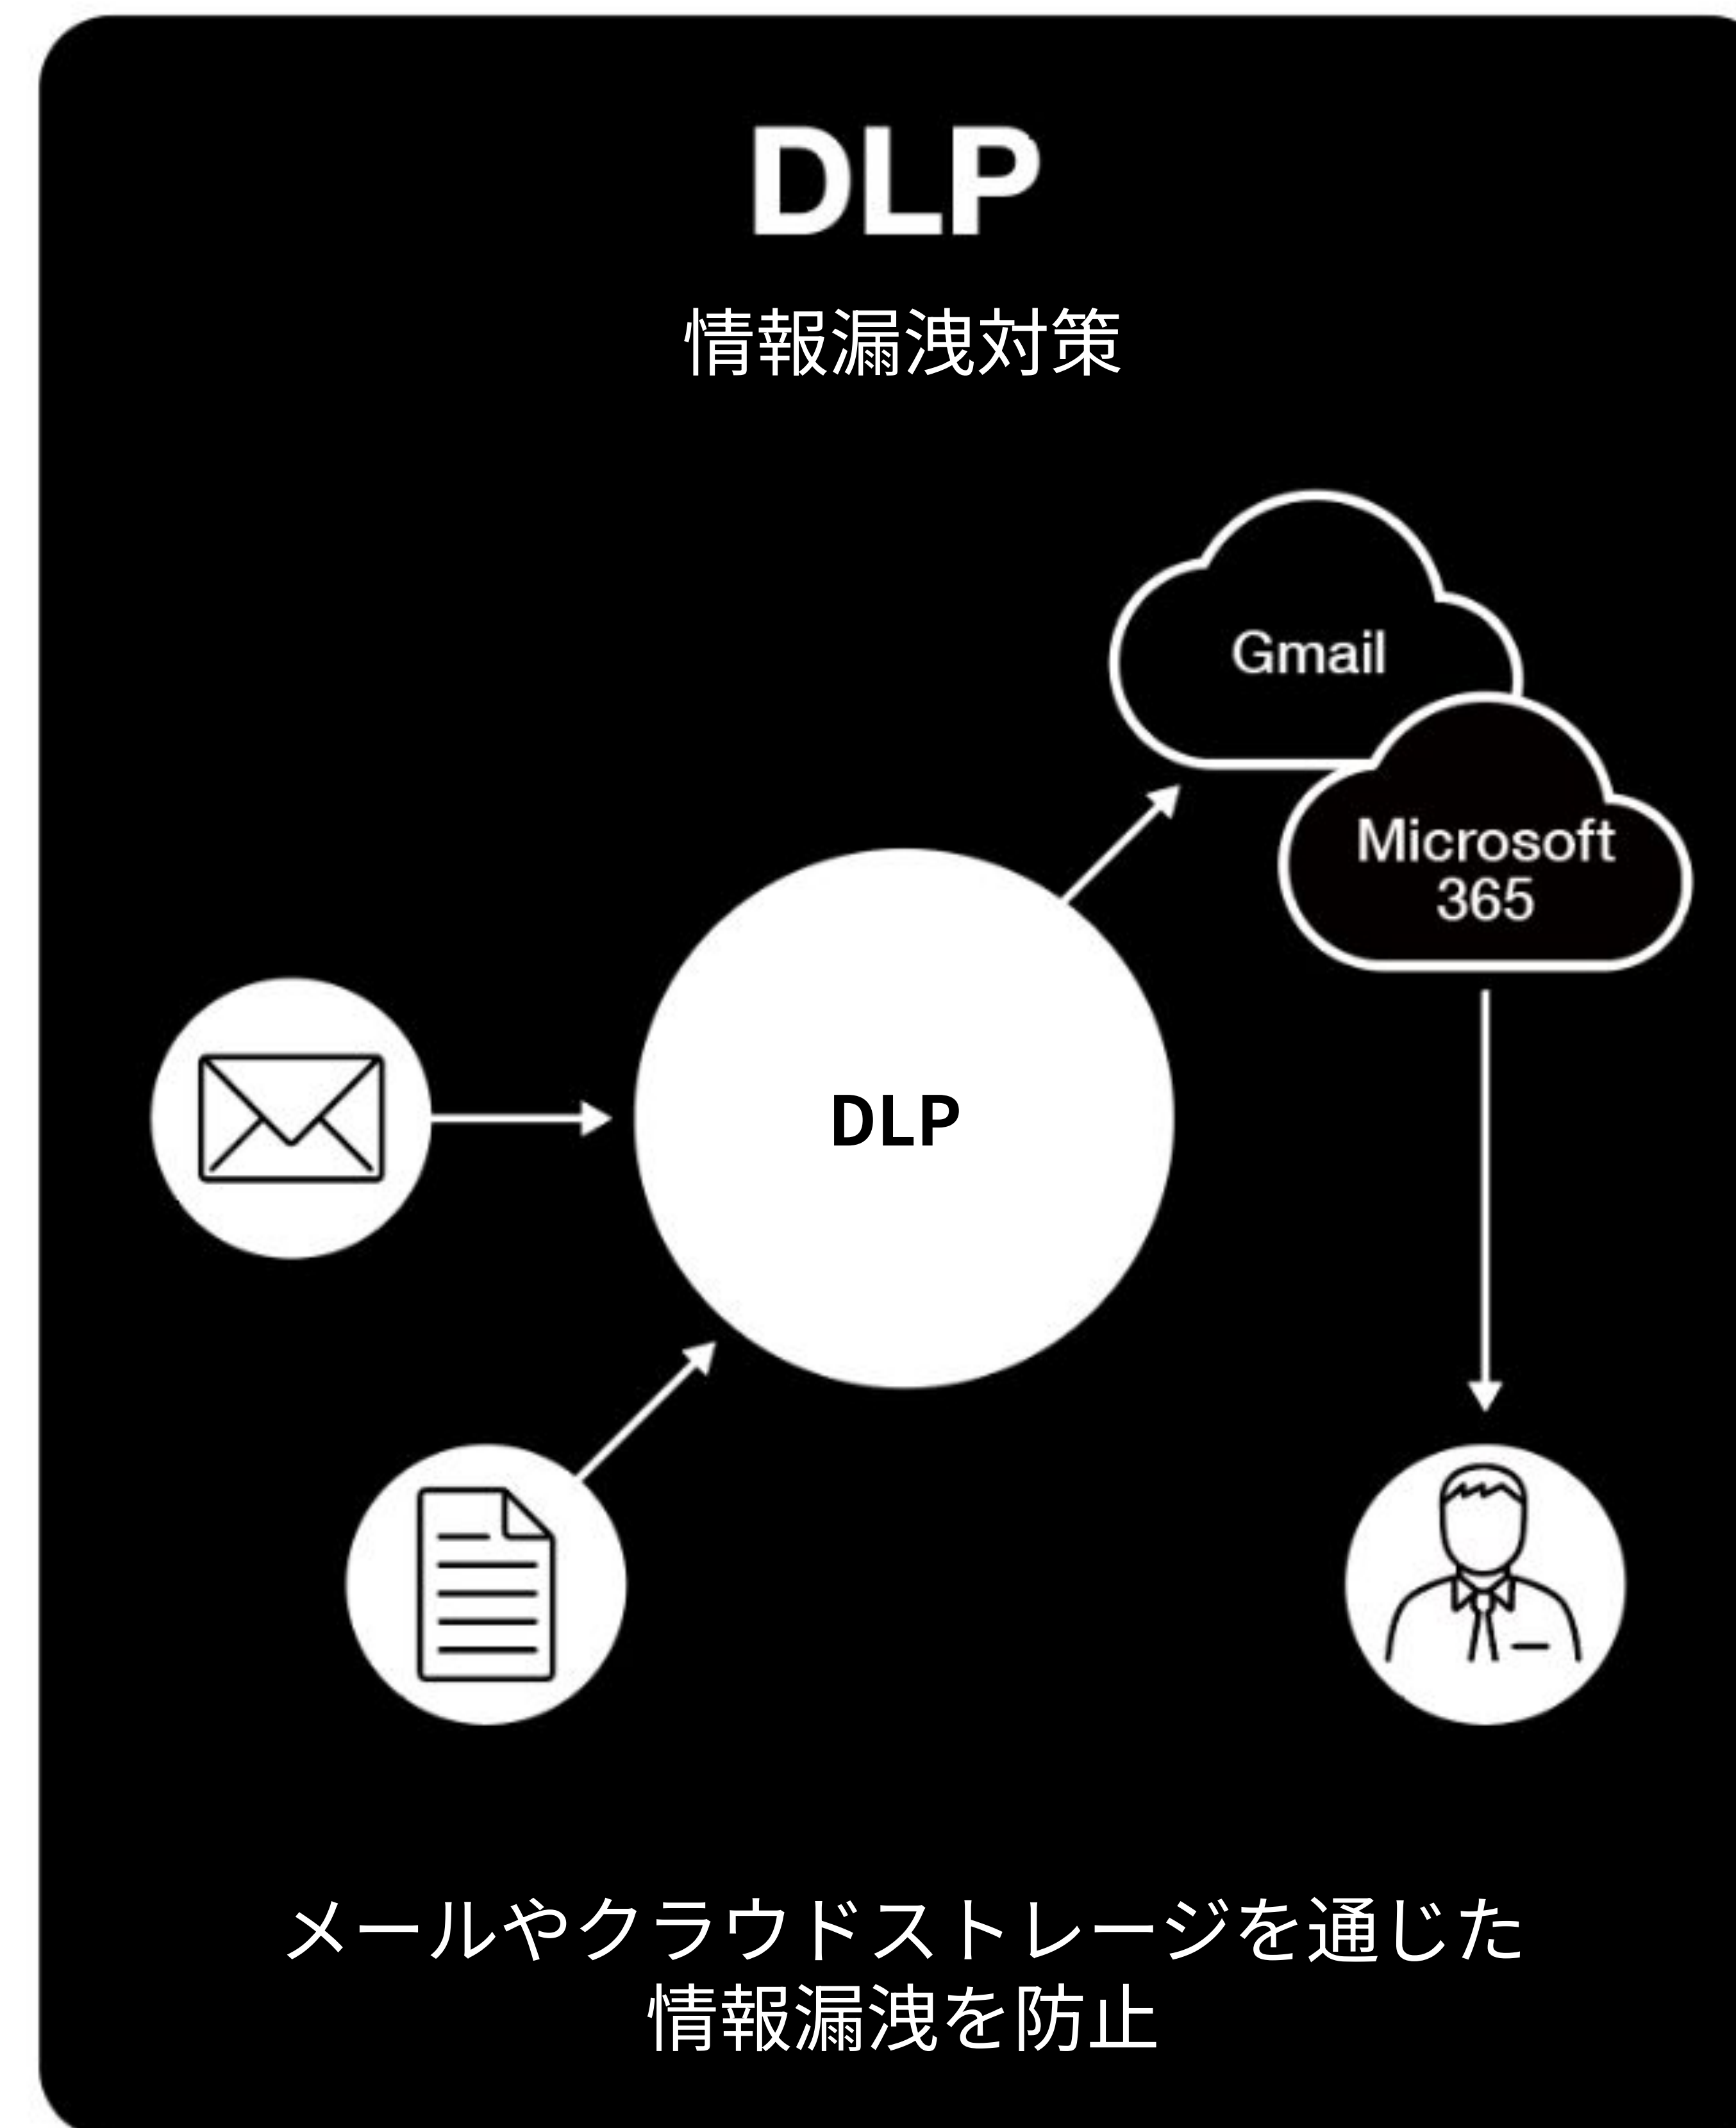 DLP
情報漏洩対策
Gmail
Microsoft
365
DLP
メールやクラウドストレージを通じた
情報漏洩を防止